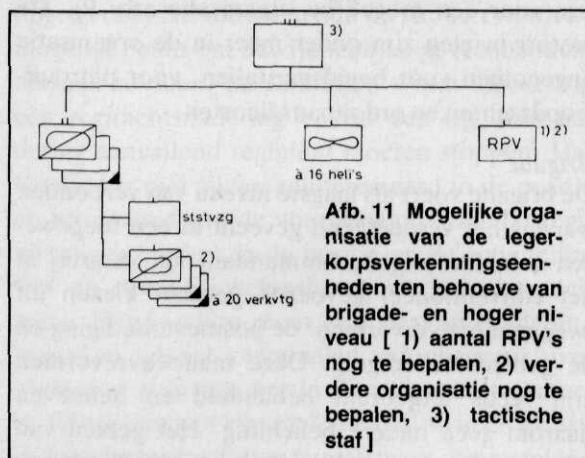 III
3)
RPV
1) 2)
à 16 heli's
ststvzg
2)
à 20 verkvtg
Afb. 11 Mogelijke orga-
nisatie van de leger-
korpsverkenningseen-
heden ten behoeve van
brigade- en hoger ni-
veau [ 1) aantal RPV's
nog te bepalen, 2) ver-
dere organisatie nog te
bepalen, 3) tactische
staf]